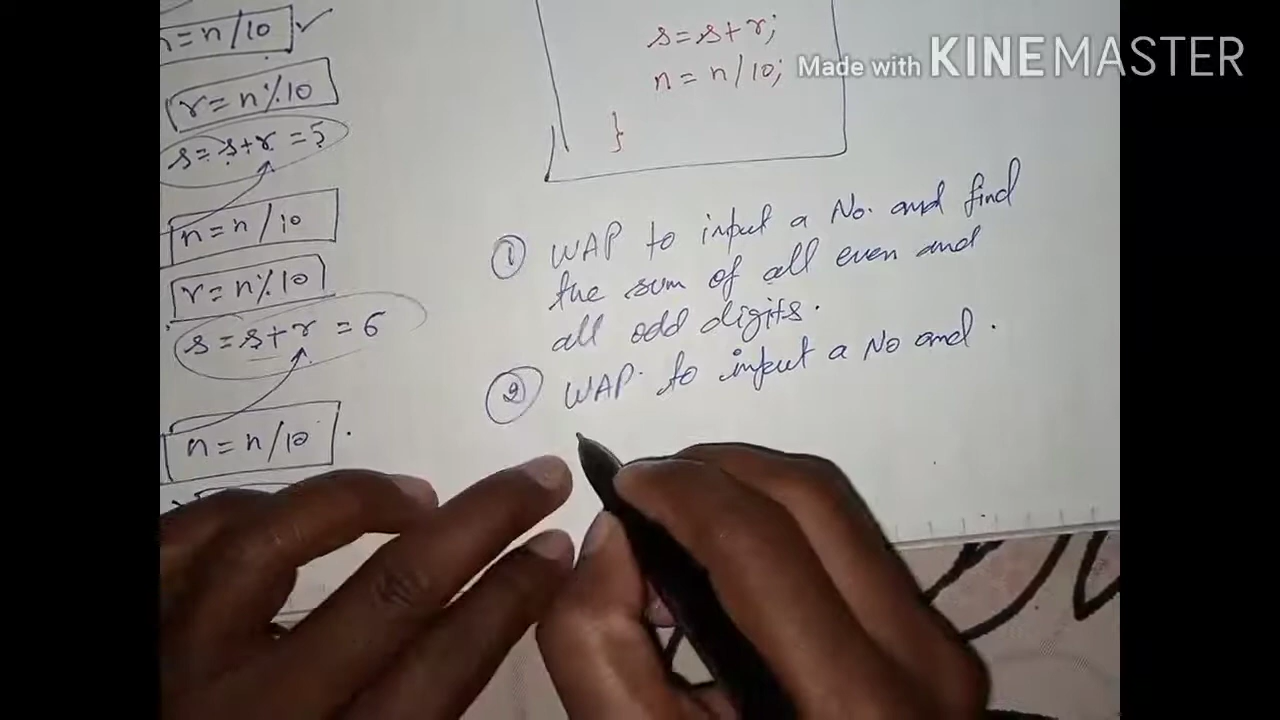 n=n/10
r=n%10
s=s+r=5
n=n/10
r=n%10
s=s+r=6
n=n/10
s=s+r;
n=n/10;
}
① WAP to input a No. and find
the sum of all even and
all odd digits.
② WAP to input a No and
Made with KINEMASTER